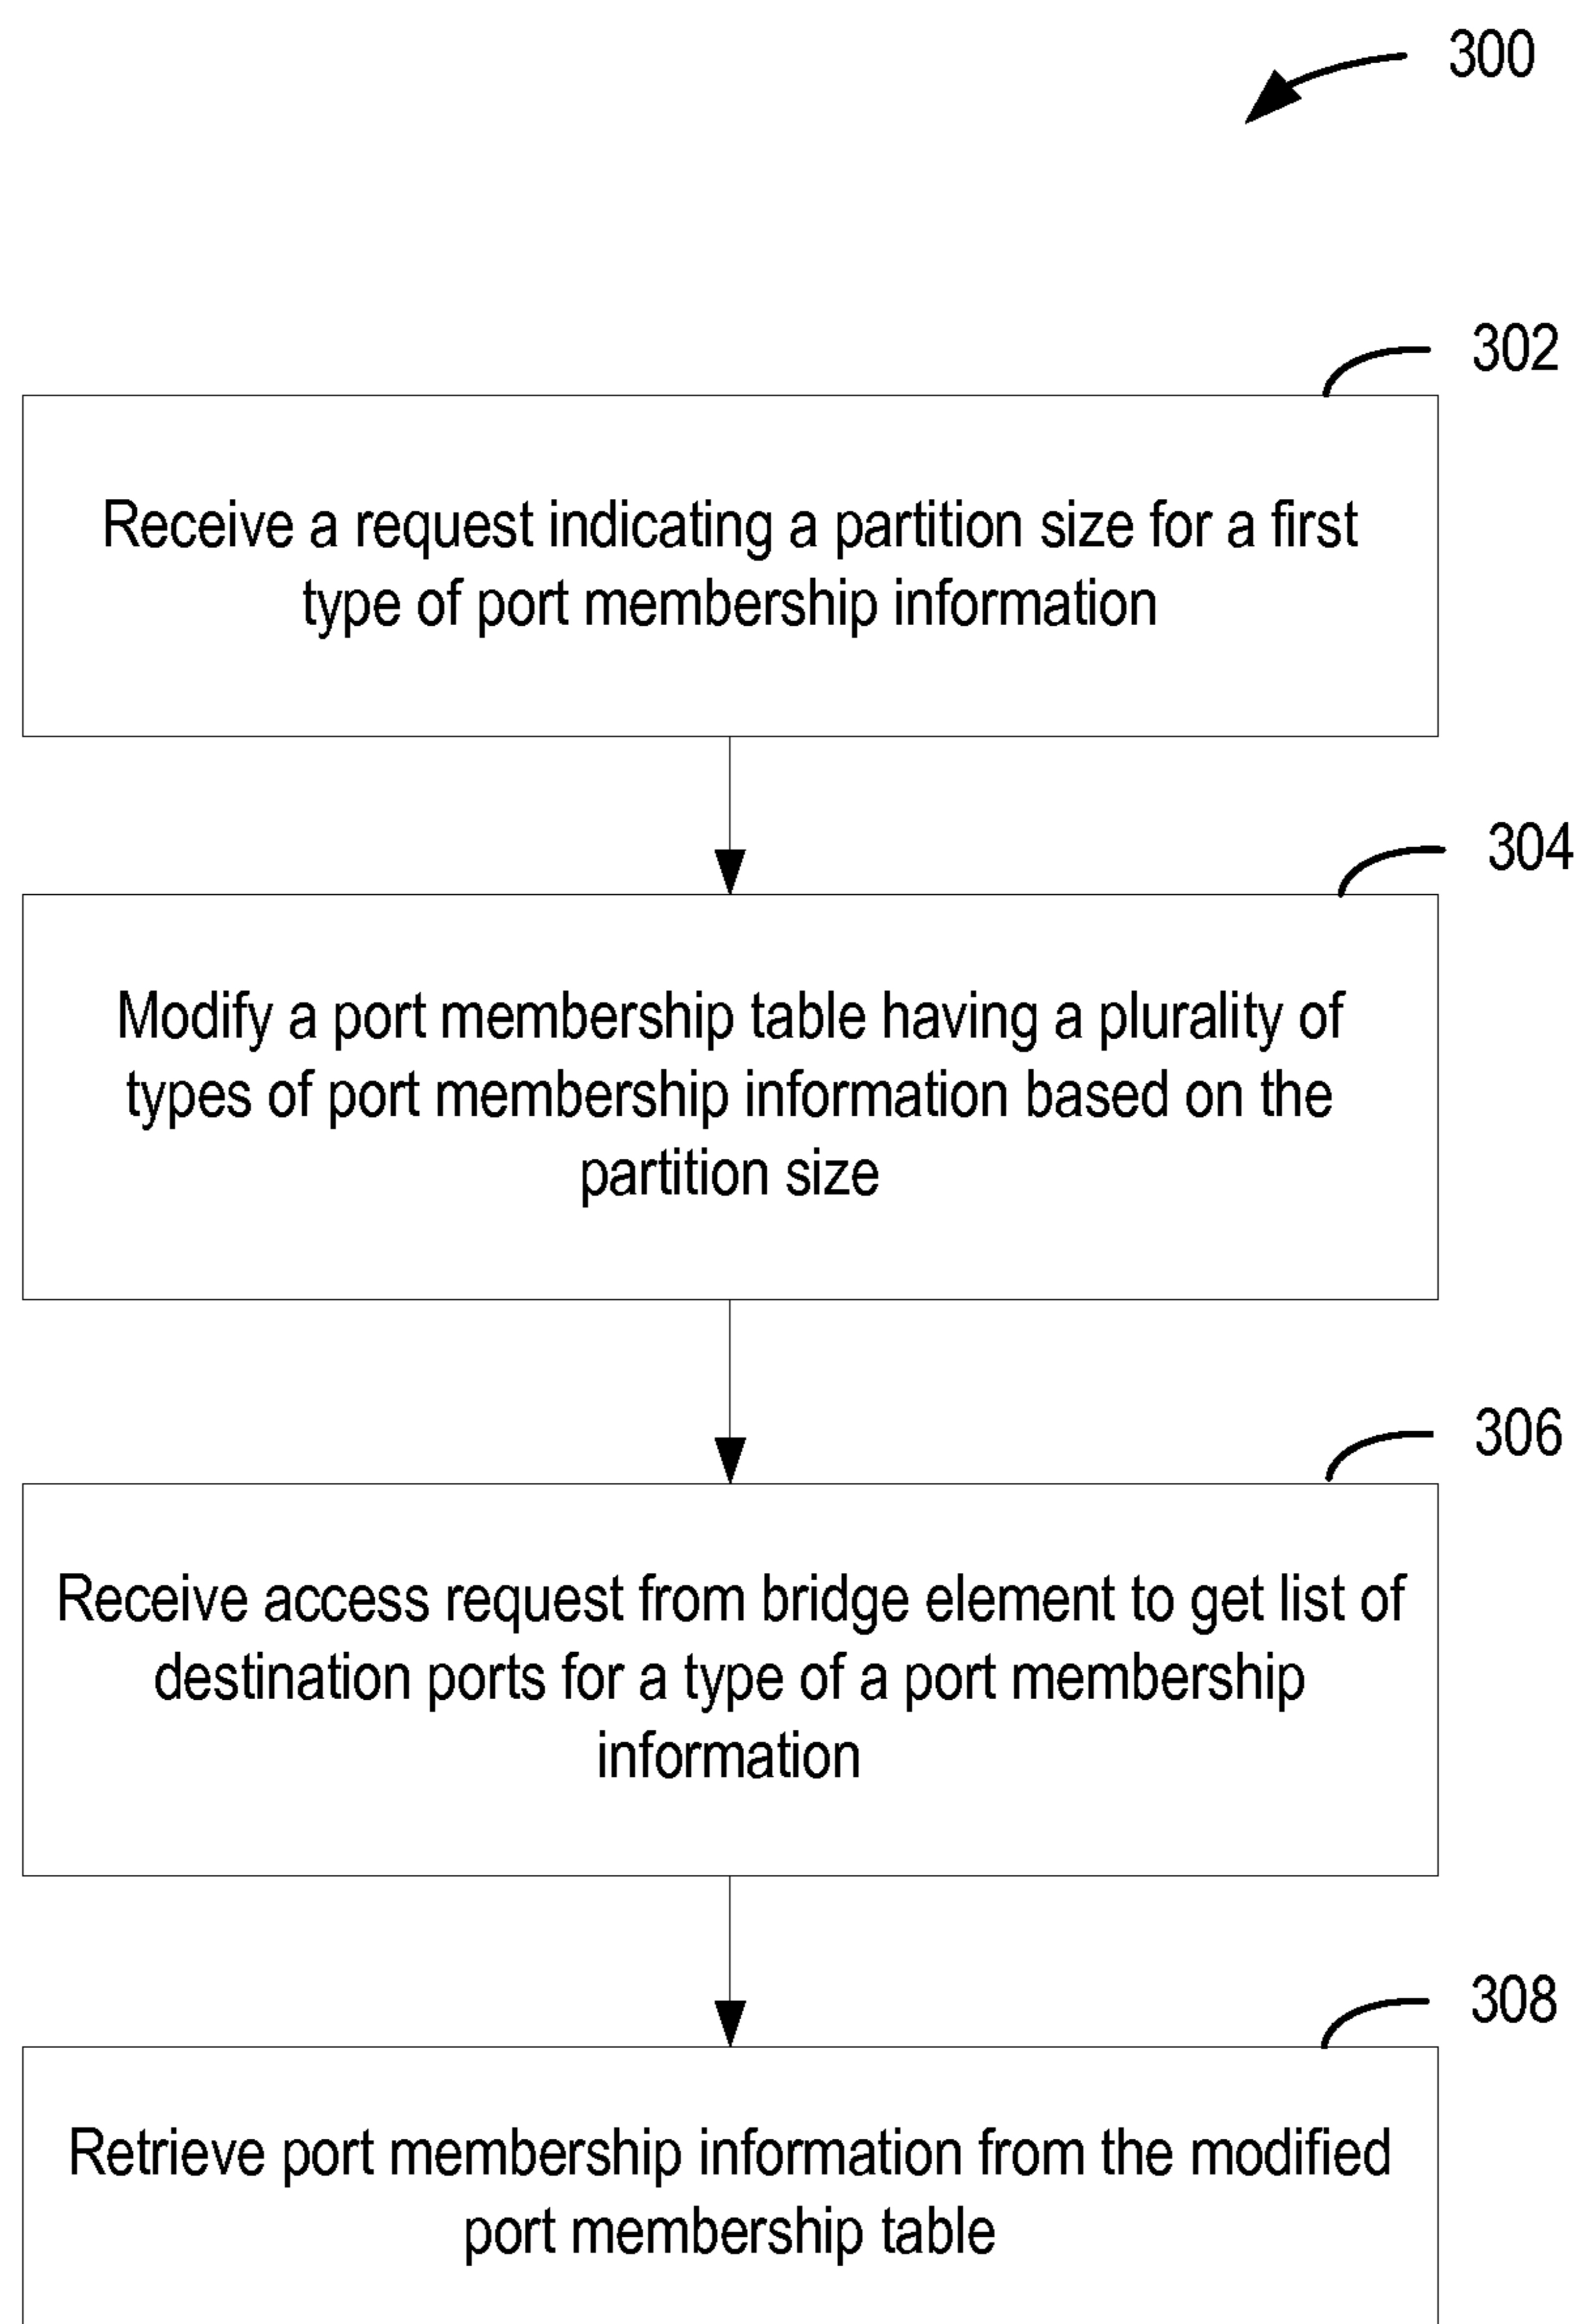 300
302
Receive a request indicating a partition size for a first
type of port membership information
304
Modify a port membership table having a plurality of
types of port membership information based on the
partition size
306
Receive access request from bridge element to get list of
destination ports for a type of a port membership
information
308
Retrieve port membership information from the modified
port membership table